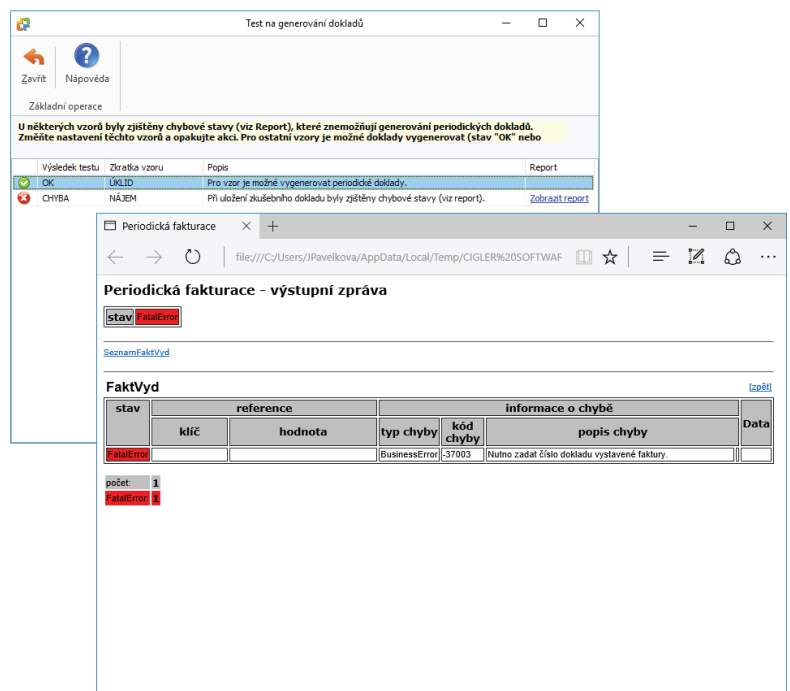 Test na generování dokladů
Zavřít Nápověda
Základní operace
U některých vzorů byly zjištěny chybové stavy (viz Report), které znemožňují generování periodických dokladů.
Změňte nastavení těchto vzorů a opakujte akci. Pro ostatní vzory je možné doklady vygenerovat (stav "OK" nebo
Výsledek testu Zkratka vzoru Popis Report
OK ÚKLID Pro vzor je možné vygenerovat periodické doklady.
CHYBA NÁJEM Při uložení zkušebního dokladu byly zjištěny chybové stavy (viz report). Zobrazit report
Periodická fakturace
file:///C:/Users/JPavelkova/AppData/Local/Temp/CIGLER%20SOFTWAR
Periodická fakturace - výstupní zpráva
stav FatalError
SeznamFaktVyd
FaktVyd [zpět]
stav reference informace o chybě Data
klíč hodnota typ chyby kód chyby popis chyby
FatalError BusinessError -37003 Nutno zadat číslo dokladu vystavené faktury.
počet: 1
FatalError: 1